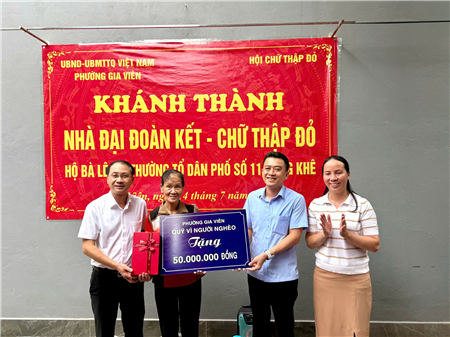 UBND-UBMTTQ VIỆT NAM
PHƯỜNG GIA VIÊN
HỘI CHỮ THẬP ĐỎ
KHÁNH THÀNH
NHÀ ĐẠI ĐOÀN KẾT - CHỮ THẬP ĐỎ
HỘ BÀ THƯỜNG TỔ DÂN PHỐ SỐ 11 KHÊ
4 tháng 7 năm
PHƯỜNG GIA VIÊN
QUỸ VÌ NGƯỜI NGHÈO
Tặng
50.000.000 ĐỒNG